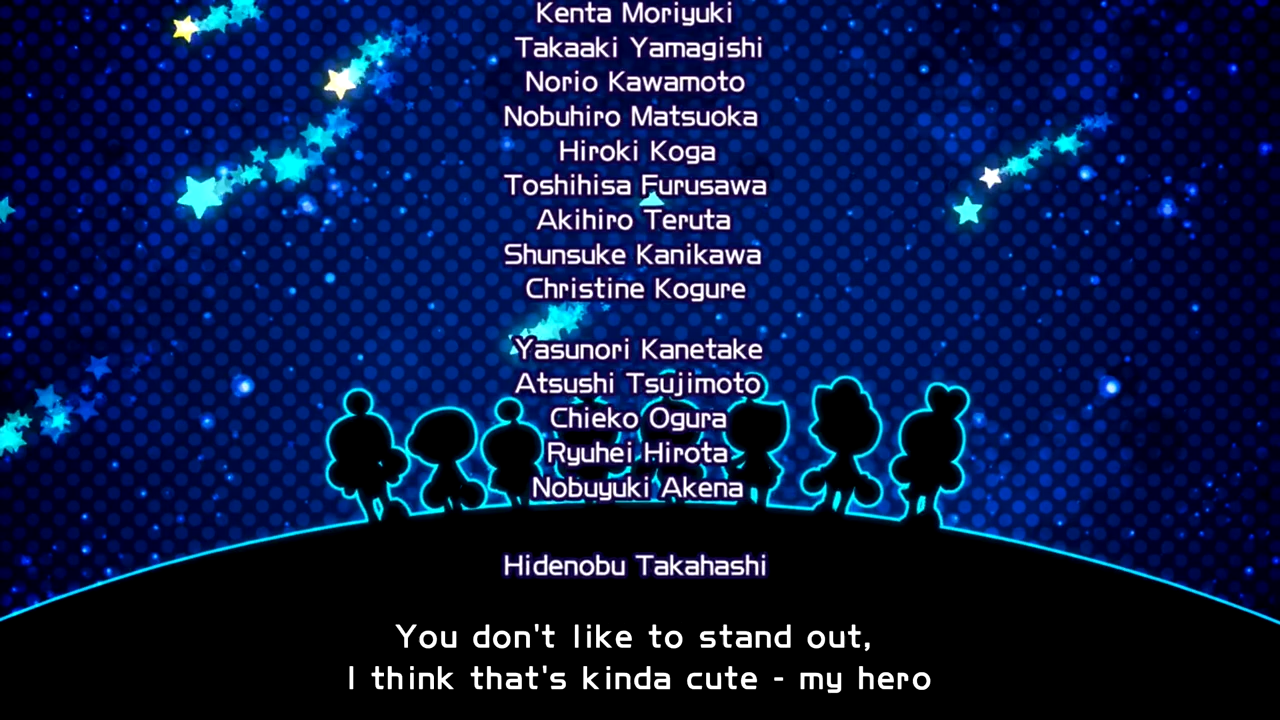 Kenta Moriyuki
Takaaki Yamagishi
Norio Kawamoto
Nobuhiro Matsuoka
Hiroki Koga
Toshihisa Furusawa
Akihiro Teruta
Shunsuke Kanikawa
Christine Kogure
Yasunori Kanetake
Atsushi Tsujimoto
Chieko Ogura
Ryuhei Hirota
Nobuyuki Akena
Hidenobu Takahashi
You don't like to stand out,
I think that's kinda cute - my hero